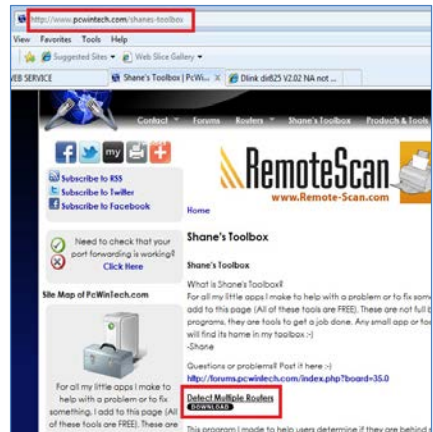 http://www.pcwintech.com/shanes-toolbox
View Favorites Tools Help
Suggested Sites Web Slice Gallery
EB SERVICE
Shane's Toolbox | PcWi... X
Dlink dir825 V2.02 NA not ...
Contact Forums Routers Shane's Toolbox Products & Tools
my
Subscribe to RSS
Subscribe to Twitter
Subscribe to Facebook
RemoteScan
www.Remote-Scan.com
Home
Need to check that your
port forwarding is working?
Click Here
Site Map of PcWinTech.com
For all my little apps I make to
help with a problem or to fix
something. I add to this page (All
of these tools are FREE). These are
Shane's Toolbox
Shane's Toolbox
What is Shane's Toolbox?
For all my little apps I make to help with a problem or to fix som
add to this page (All of these tools are FREE). These are not full b
programs, they are tools to get a job done. Any small app or too
will find its home in my toolbox :-)
-Shane
Questions or problems? Post it here :-)
http://forums.pcwintech.com/index.php?board=35.0
Detect Multiple Routers
DOWNLOAD
This program I made to help users determine if they are behind